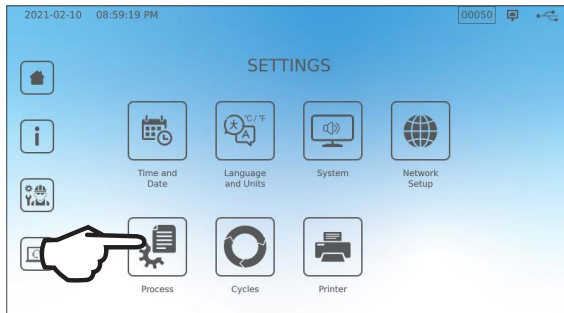 2021-02-10 08:59:19 PM 00050
SETTINGS
°C/°F
大
A
i
Time and
Date
Language
and Units
System
Network
Setup
Process
Cycles
Printer